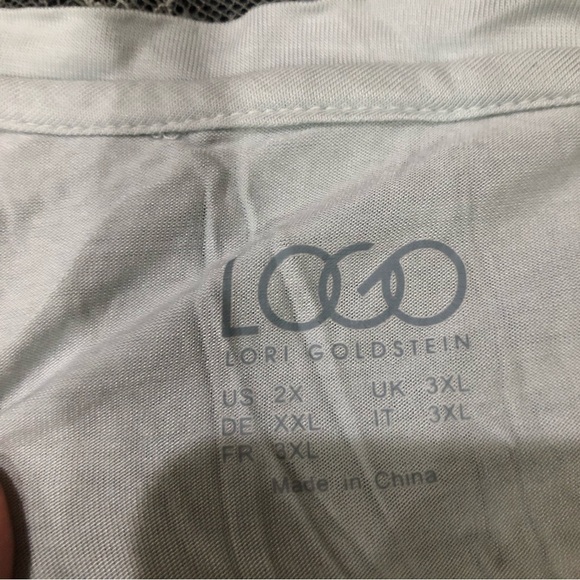 LOGO
LORI GOLDSTEIN
US 2X UK 3XL
DE XXL IT 3XL
FR 3XL
Made in China